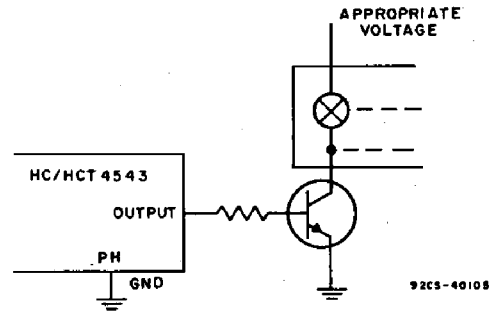 APPROPRIATE
VOLTAGE
HC/HCT 4543
OUTPUT
PH
GND
92CS-40105